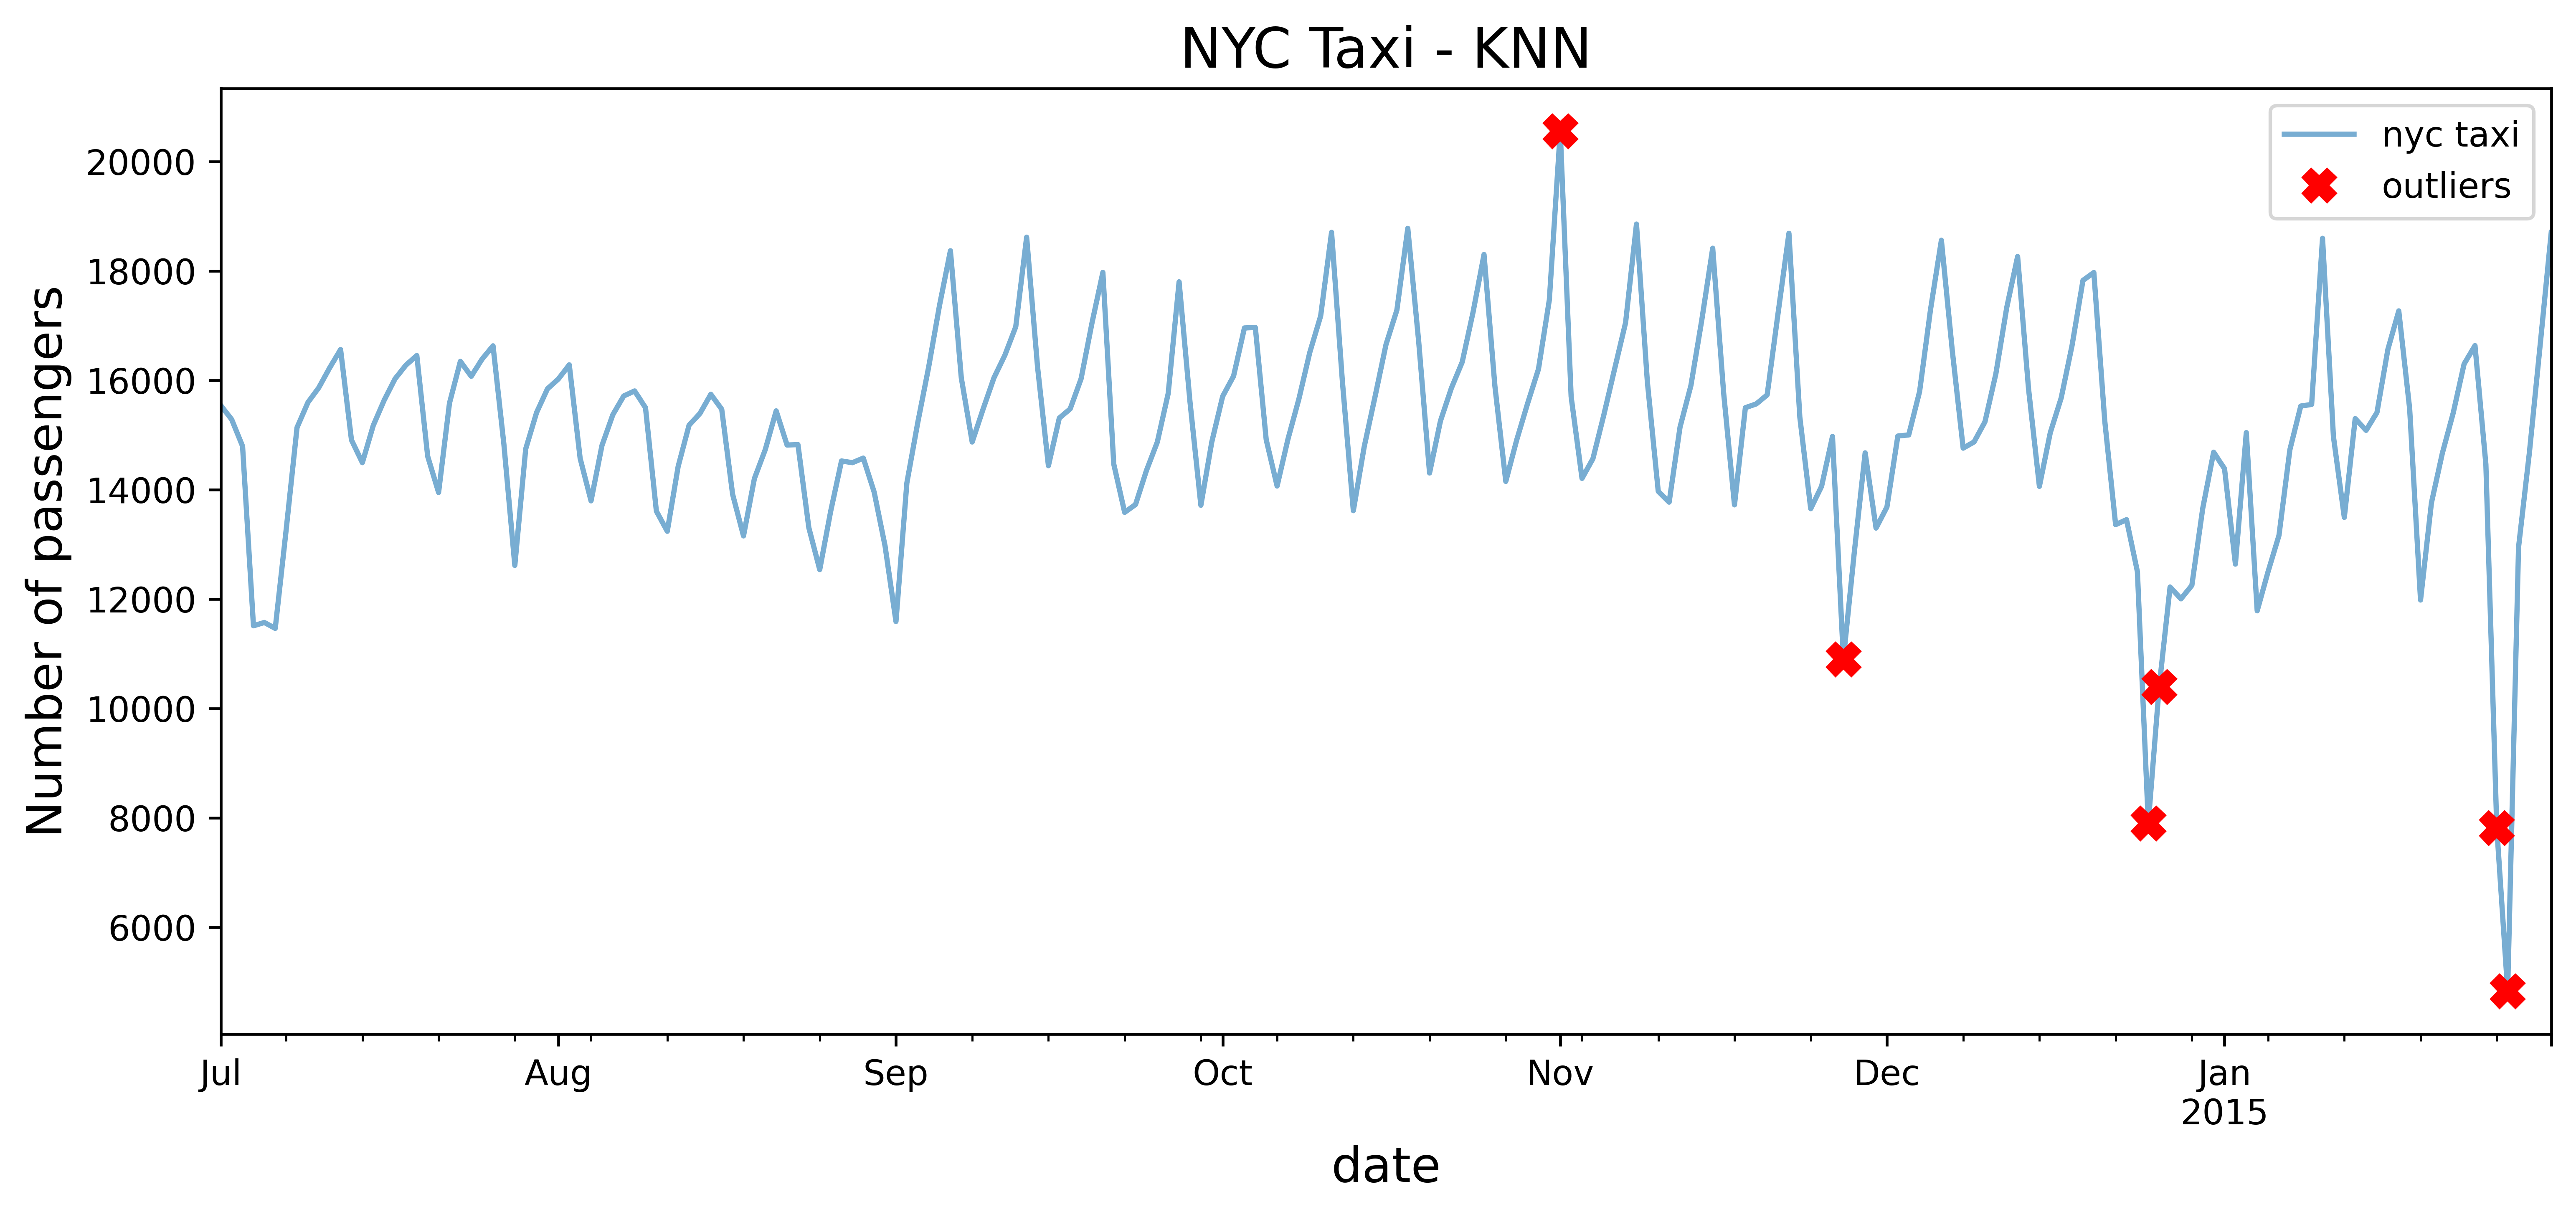 NYC Taxi - KNN
nyc taxi
outliers
Number of passengers
20000
18000
16000
14000
12000
10000
8000
6000
Jul Aug Sep Oct Nov Dec Jan
2015
date